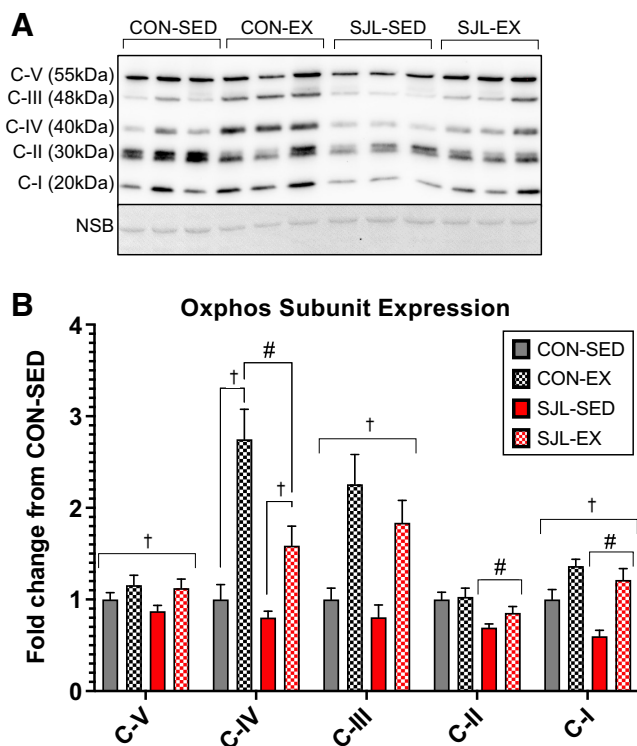 A
CON-SED CON-EX SJL-SED SJL-EX
C-V (55kDa)
C-III (48kDa)
C-IV (40kDa)
C-II (30kDa)
C-I (20kDa)
NSB
B
Oxphos Subunit Expression
Fold change from CON-SED
4
3
2
1
0
CON-SED
CON-EX
SJL-SED
SJL-EX
†
†
#
†
†
#
†
#
C-V C-IV C-III C-II C-I